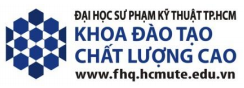 ĐẠI HỌC SƯ PHẠM KỸ THUẬT TP.HCM
KHOA ĐÀO TẠO
CHẤT LƯỢNG CAO
www.fhq.hcmute.edu.vn